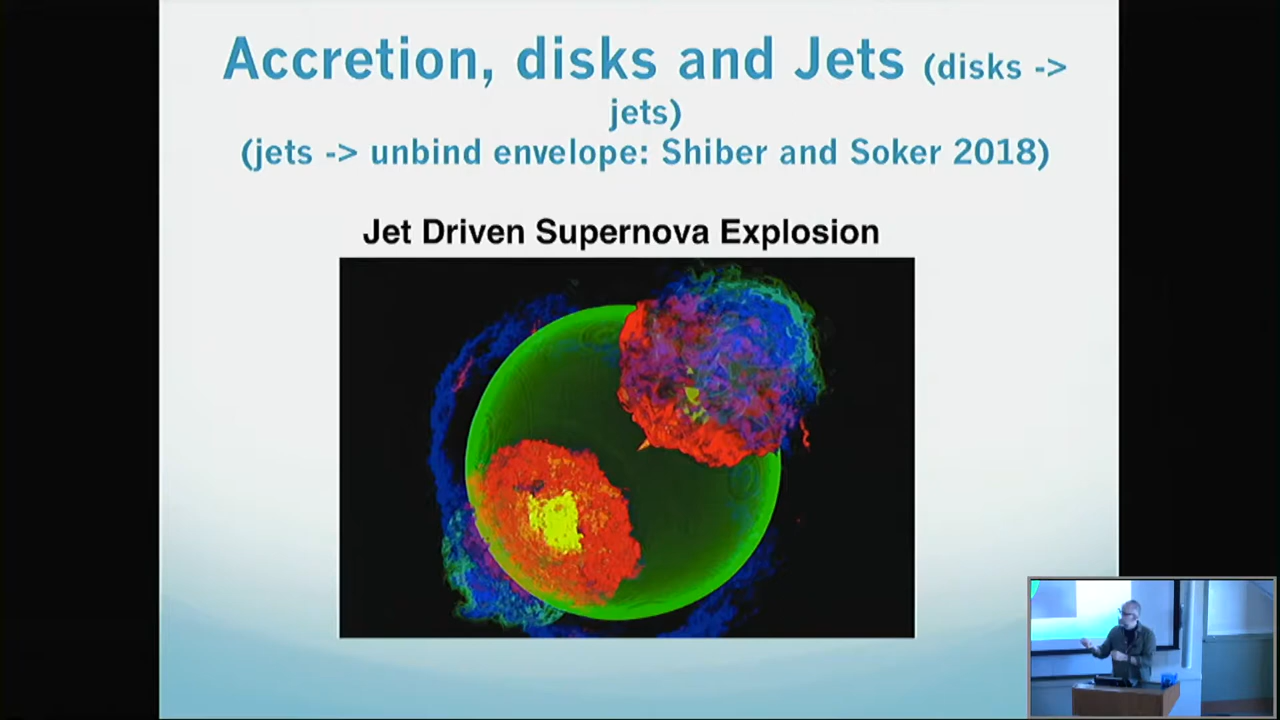 Accretion, disks and Jets (disks ->
jets)
(jets -> unbind envelope: Shiber and Soker 2018)
Jet Driven Supernova Explosion